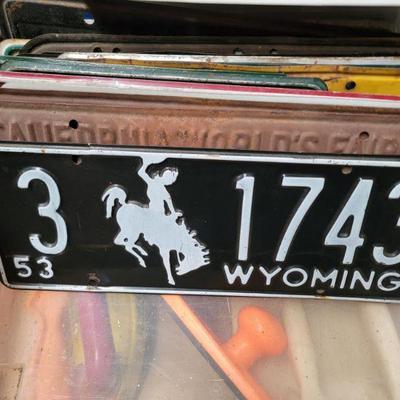 CALIFORNIA WORLD'S FAIR
3 1743
53 WYOMING